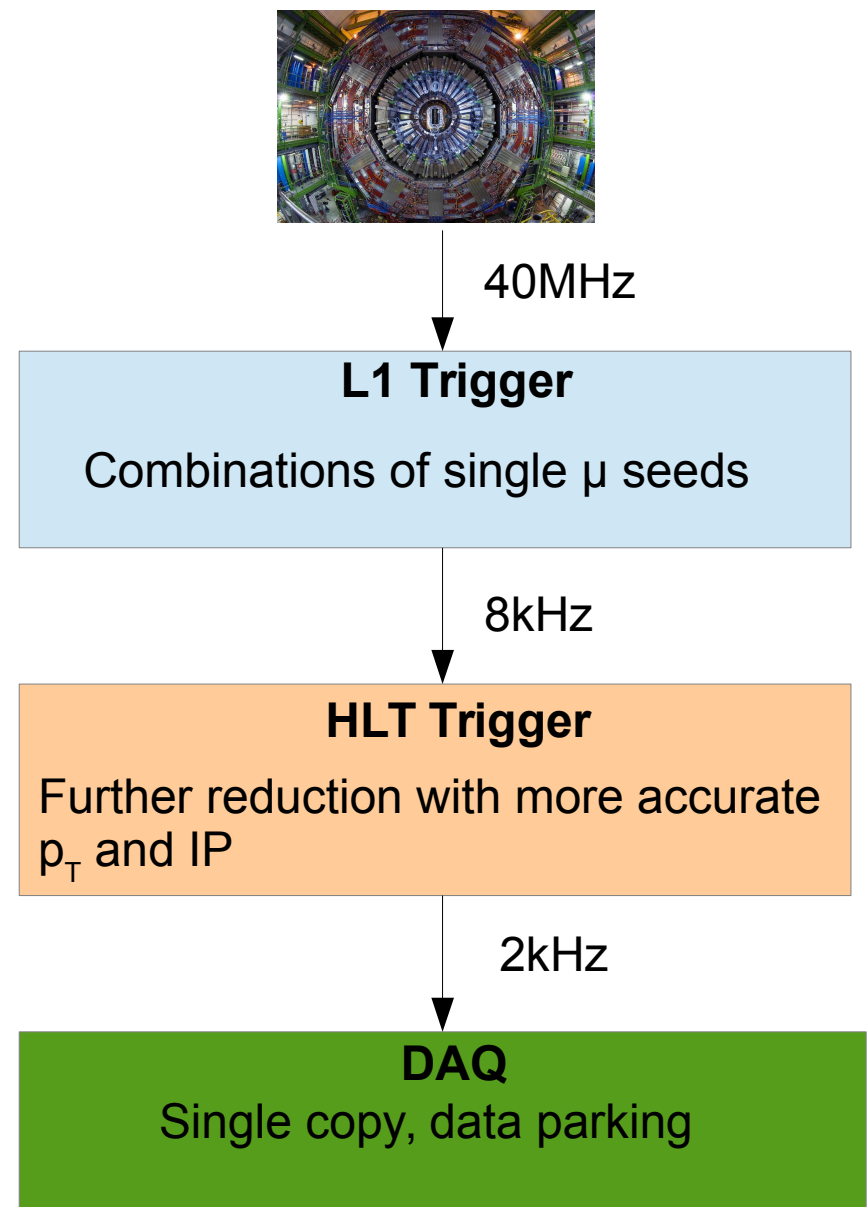 40MHz
L1 Trigger
Combinations of single μ seeds
8kHz
HLT Trigger
Further reduction with more accurate
pT and IP
2kHz
DAQ
Single copy, data parking